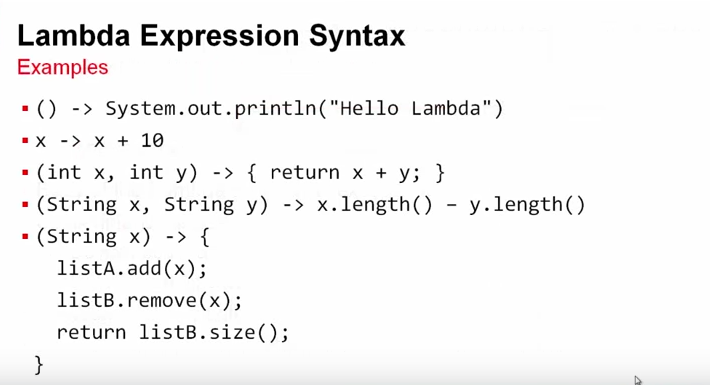 Lambda Expression Syntax
Examples
▪ () -> System.out.println("Hello Lambda")
▪ x -> x + 10
▪ (int x, int y) -> { return x + y; }
▪ (String x, String y) -> x.length() – y.length()
▪ (String x) -> {
listA.add(x);
listB.remove(x);
return listB.size();
}